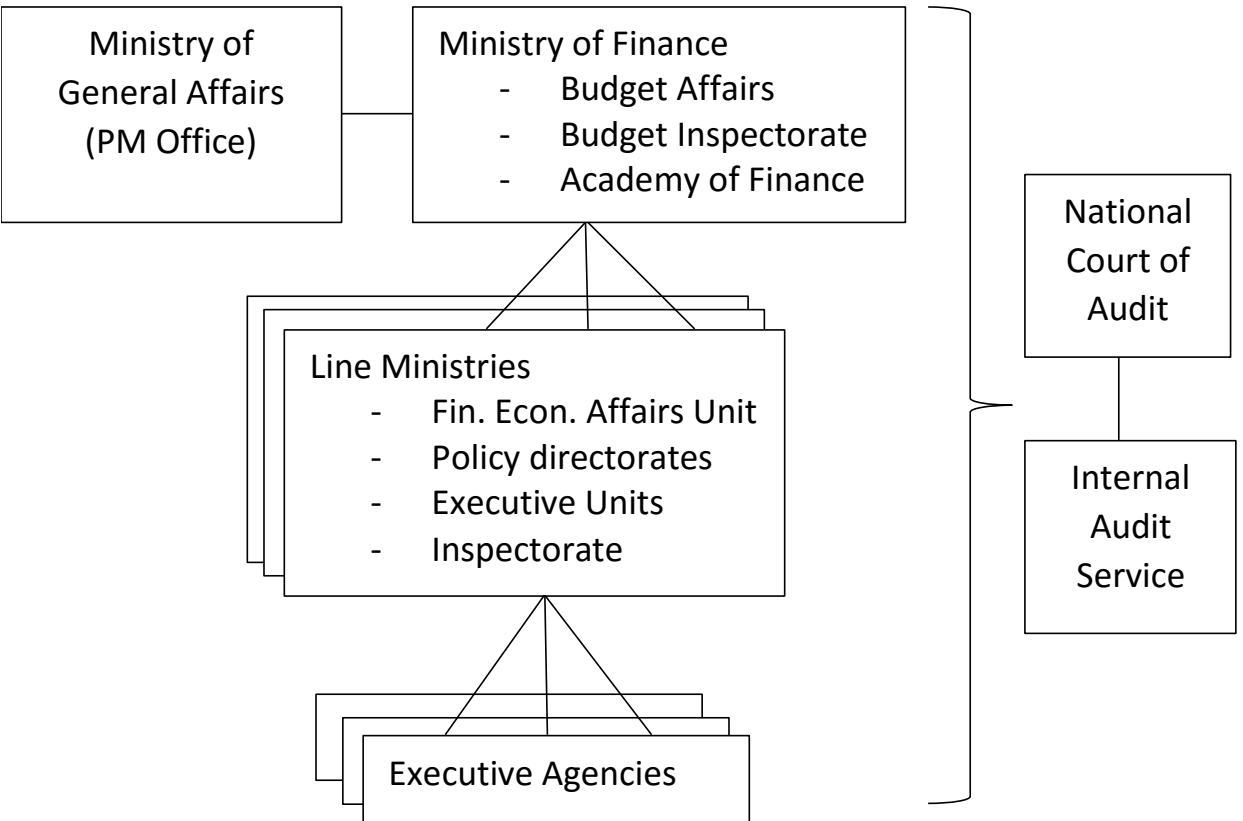 Ministry of
General Affairs
(PM Office)
Ministry of Finance
- Budget Affairs
- Budget Inspectorate
- Academy of Finance
National
Court of
Audit
Line Ministries
- Fin. Econ. Affairs Unit
- Policy directorates
- Executive Units
- Inspectorate
Internal
Audit
Service
Executive Agencies